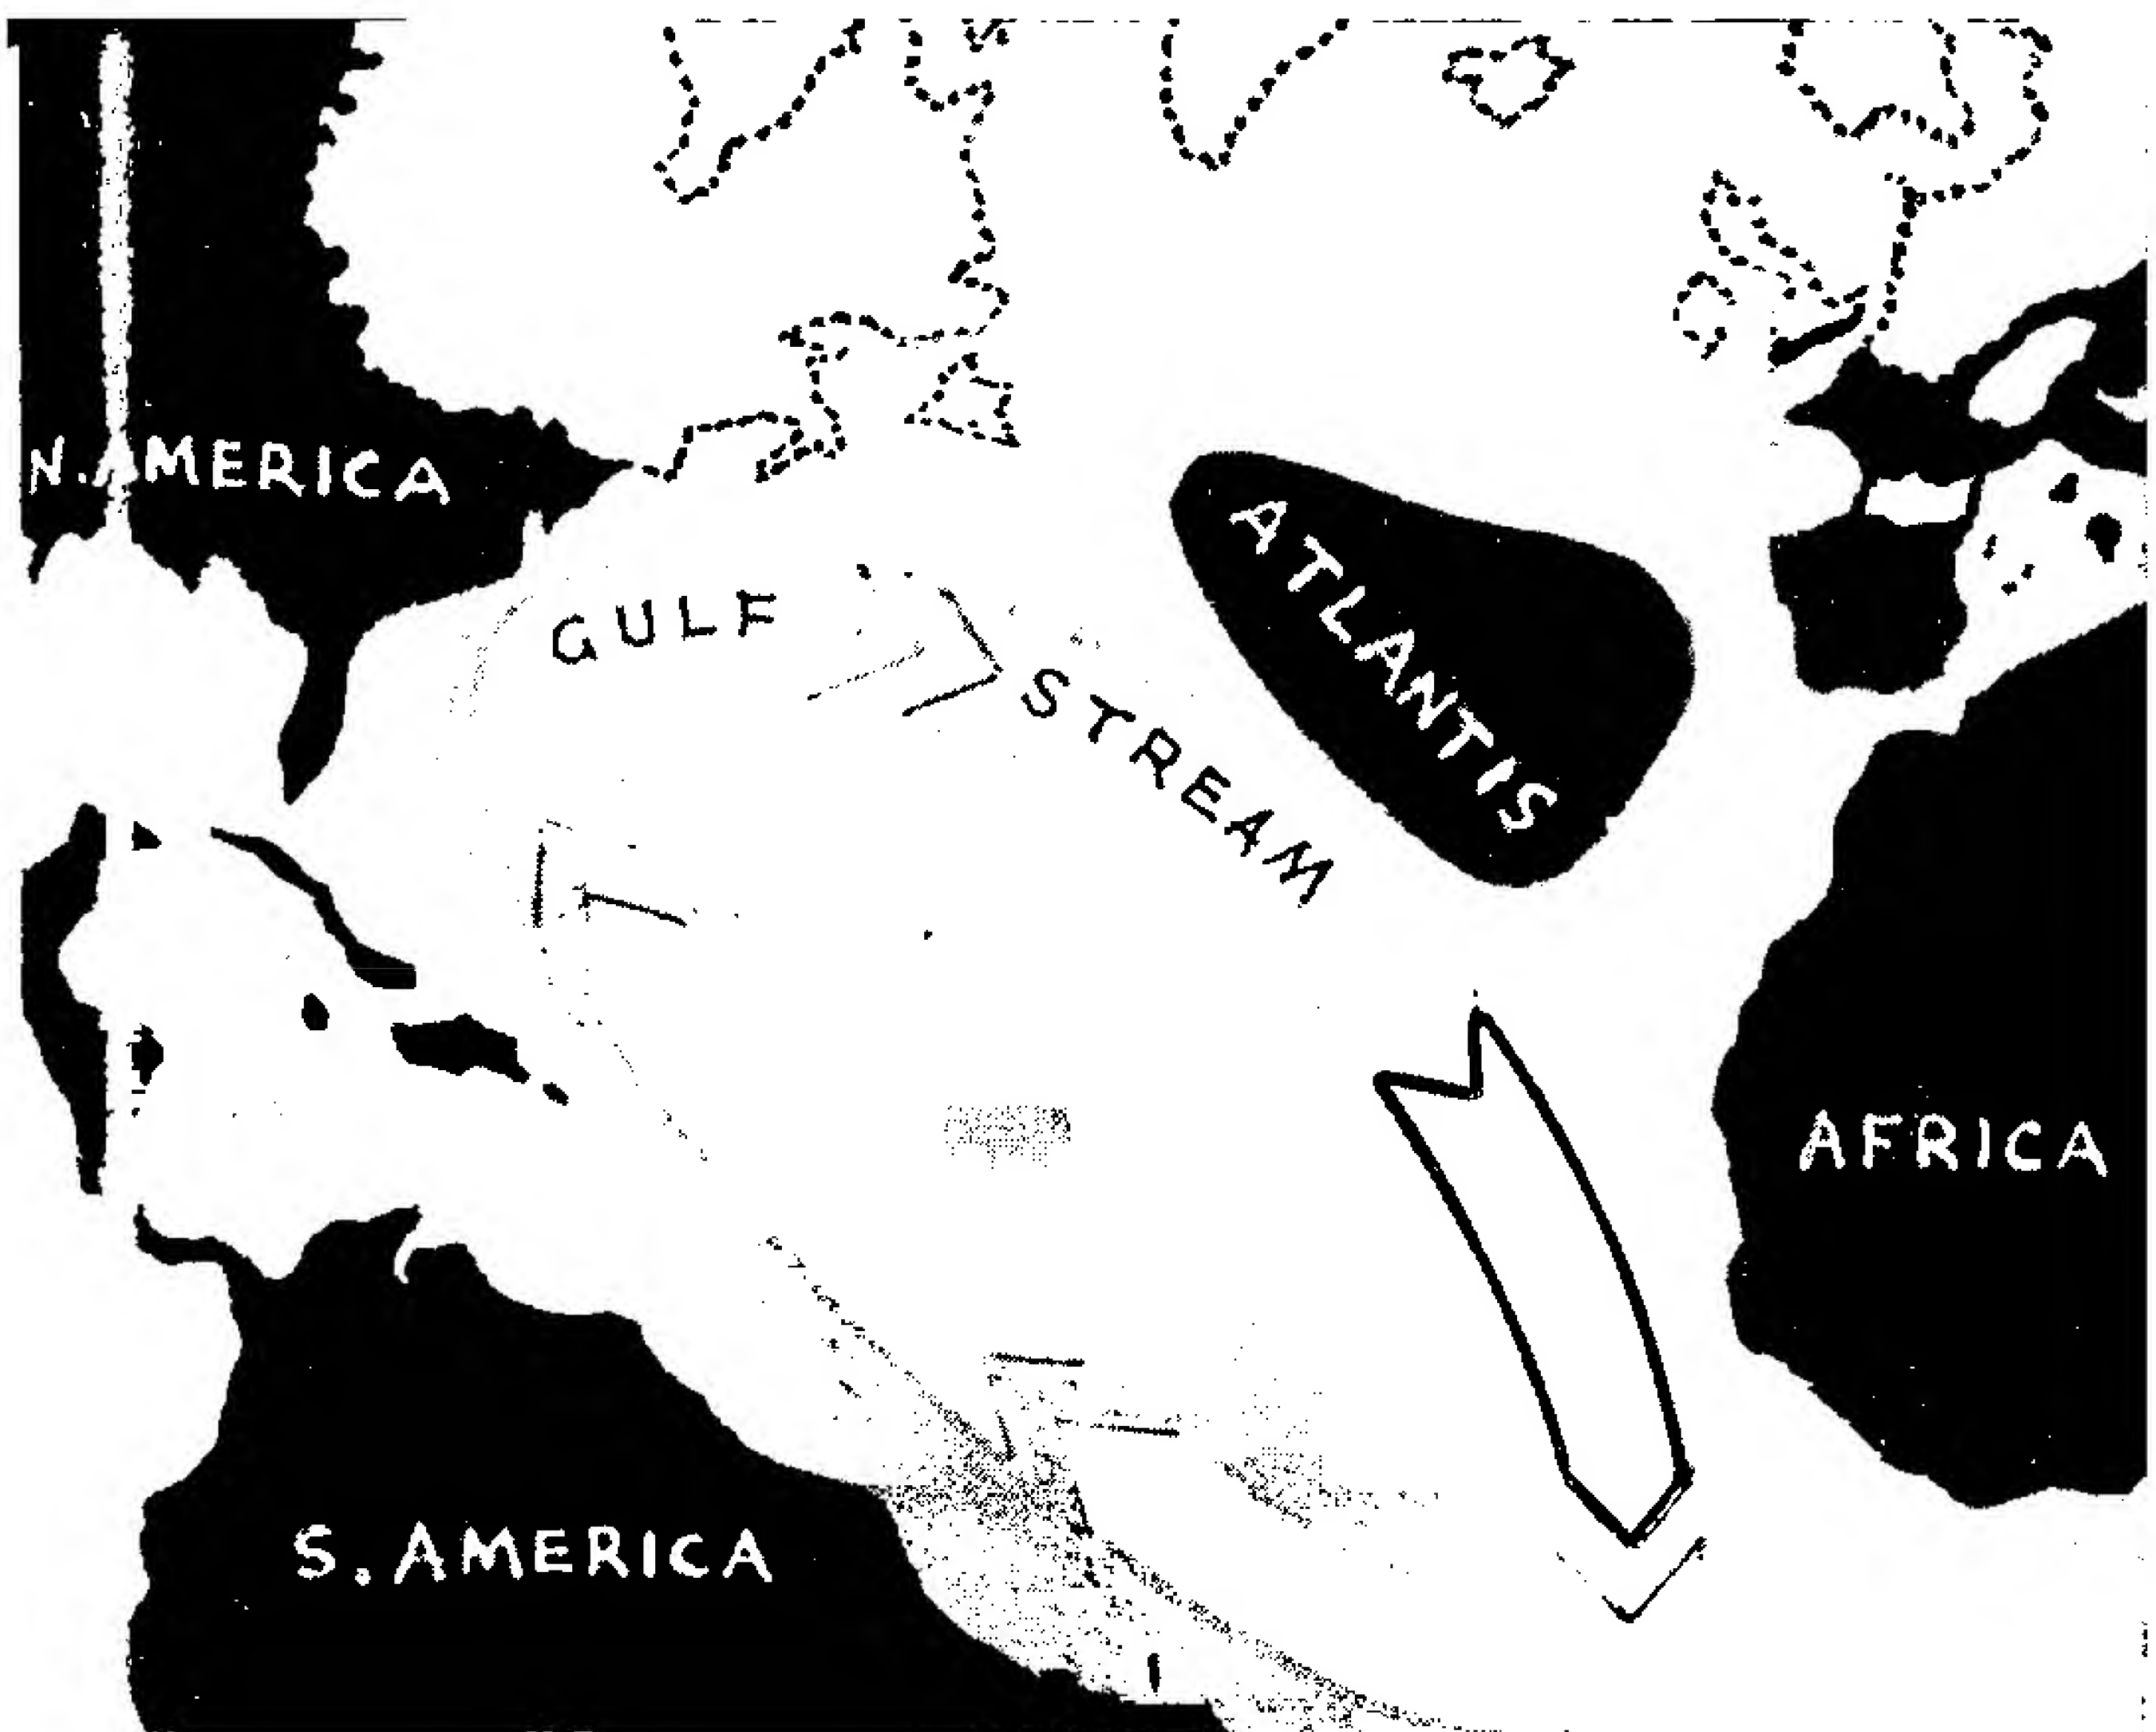 N. AMERICA
GULF
STREAM
ATLANTIS
AFRICA
S. AMERICA